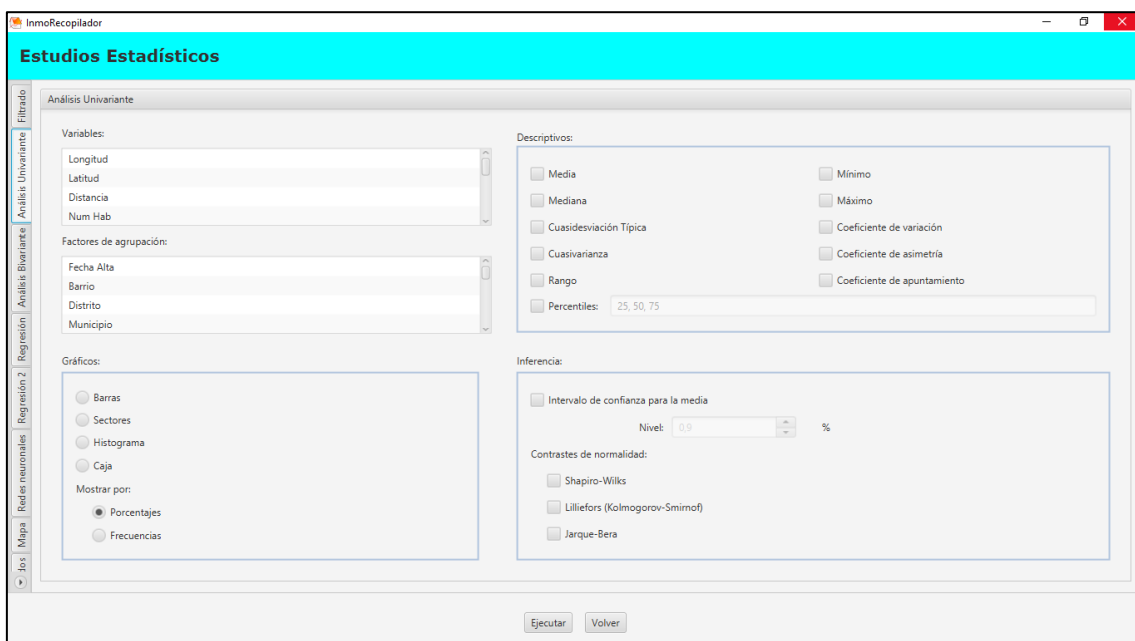 InmoRecopilador
Estudios Estadísticos
Filtrado
Análisis Univariante
Análisis Bivariante
Regresión
Regresión 2
Redes neuronales
Mapa
dos
Análisis Univariante
Variables:
Longitud
Latitud
Distancia
Num Hab
Factores de agrupación:
Fecha Alta
Barrio
Distrito
Municipio
Descriptivos:
Media
Mínimo
Mediana
Máximo
Cuasidesviación Típica
Coeficiente de variación
Cuasivarianza
Coeficiente de asimetría
Rango
Coeficiente de apuntamiento
Percentiles: 25, 50, 75
Gráficos:
Barras
Sectores
Histograma
Caja
Mostrar por:
Porcentajes
Frecuencias
Inferencia:
Intervalo de confianza para la media
Nivel: 0.9 %
Contrastes de normalidad:
Shapiro-Wilks
Lilliefors (Kolmogorov-Smirnof)
Jarque-Bera
Ejecutar
Volver